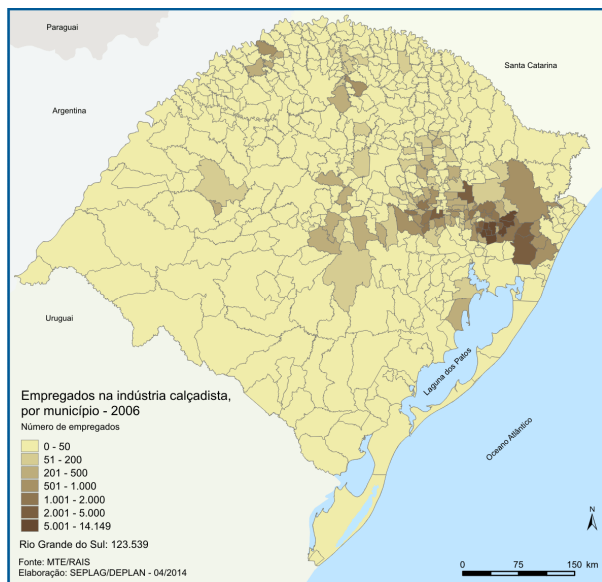 Paraguai
Santa Catarina
Argentina
Uruguai
Laguna dos Patos
Oceano Atlântico
Empregados na indústria calçadista,
por município - 2006
Número de empregados
0 - 50
51 - 200
201 - 500
501 - 1.000
1.001 - 2.000
2.001 - 5.000
5.001 - 14.149
Rio Grande do Sul: 123.539
Fonte: MTE/RAIS
Elaboração: SEPLAG/DEPLAN - 04/2014
N
0 75 150 km